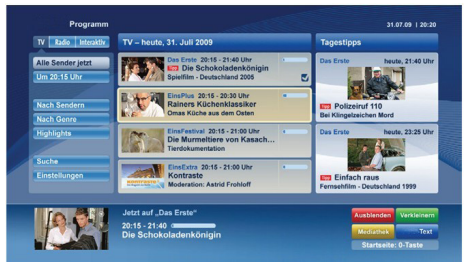 Programm
31.07.09 | 20:20
TV Radio Interaktiv
Alle Sender jetzt
Um 20:15 Uhr
Nach Sendern
Nach Genre
Highlights
Suche
Einstellungen
TV – heute, 31. Juli 2009
Das Erste 20:15 - 21:40 Uhr
Tipp Die Schokoladenkönigin
Spielfilm - Deutschland 2005
EinsPlus 20:15 - 20:30 Uhr
Rainers Küchenklassiker
Omas Küche aus dem Osten
EinsFestival 20:15 - 21:00 Uhr
Die Murmeltiere von Kasach...
Tierdokumentation
EinsExtra 20:15 - 21:00 Uhr
Kontraste
Moderation: Astrid Frohloff
Tagestipps
Das Erste heute, 21:40 Uhr
Tipp Polizeiruf 110
Bei Klingelzeichen Mord
Das Erste heute, 23:25 Uhr
Tipp Einfach raus
Fernsehfilm - Deutschland 1999
Jetzt auf „Das Erste“
20:15 - 21:40
Die Schokoladenkönigin
Ausblenden Verkleinern
Mediathek Text
Startseite: 0-Taste